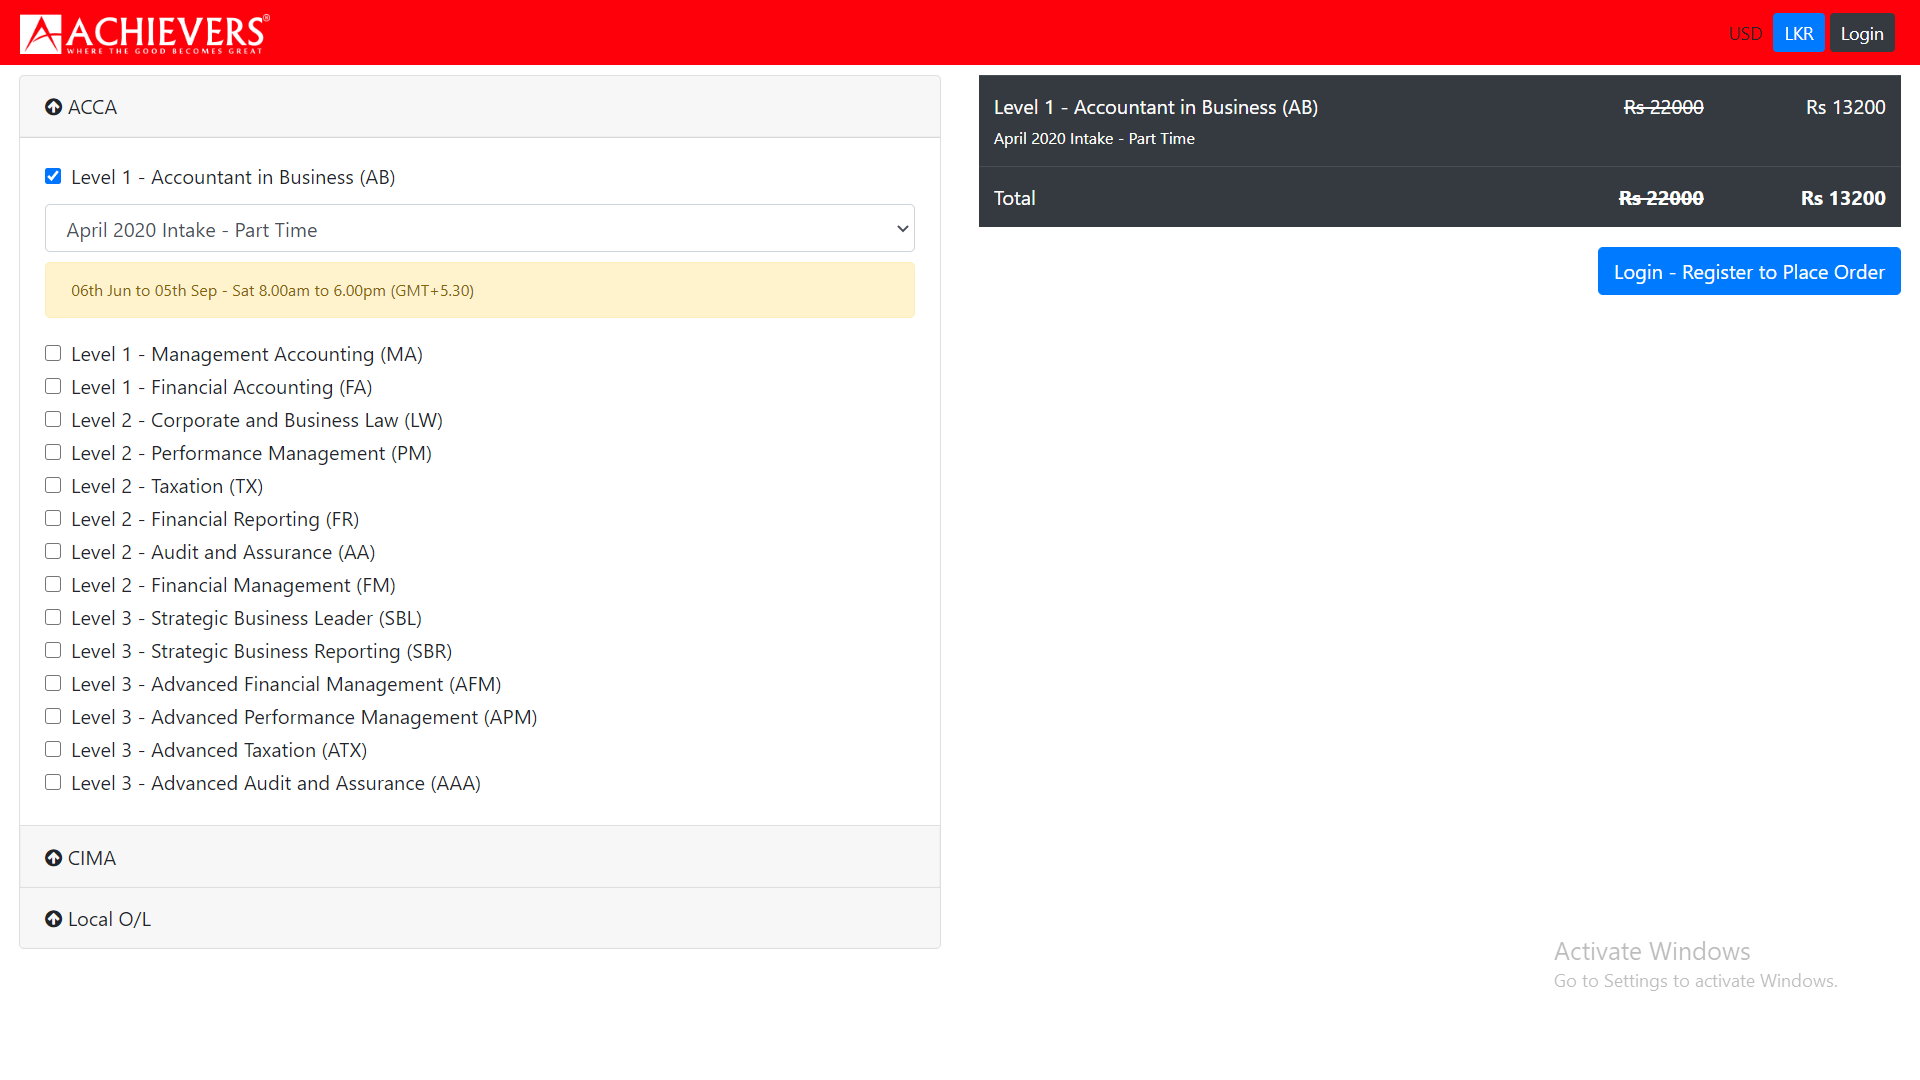 ACHIEVERS®
WHERE THE GOOD BECOMES GREAT
USD LKR Login
ACCA
Level 1 - Accountant in Business (AB)
April 2020 Intake - Part Time
06th Jun to 05th Sep - Sat 8.00am to 6.00pm (GMT+5.30)
Level 1 - Management Accounting (MA)
Level 1 - Financial Accounting (FA)
Level 2 - Corporate and Business Law (LW)
Level 2 - Performance Management (PM)
Level 2 - Taxation (TX)
Level 2 - Financial Reporting (FR)
Level 2 - Audit and Assurance (AA)
Level 2 - Financial Management (FM)
Level 3 - Strategic Business Leader (SBL)
Level 3 - Strategic Business Reporting (SBR)
Level 3 - Advanced Financial Management (AFM)
Level 3 - Advanced Performance Management (APM)
Level 3 - Advanced Taxation (ATX)
Level 3 - Advanced Audit and Assurance (AAA)
CIMA
Local O/L
Level 1 - Accountant in Business (AB) Rs 22000 Rs 13200
April 2020 Intake - Part Time
Total Rs 22000 Rs 13200
Login - Register to Place Order
Activate Windows
Go to Settings to activate Windows.